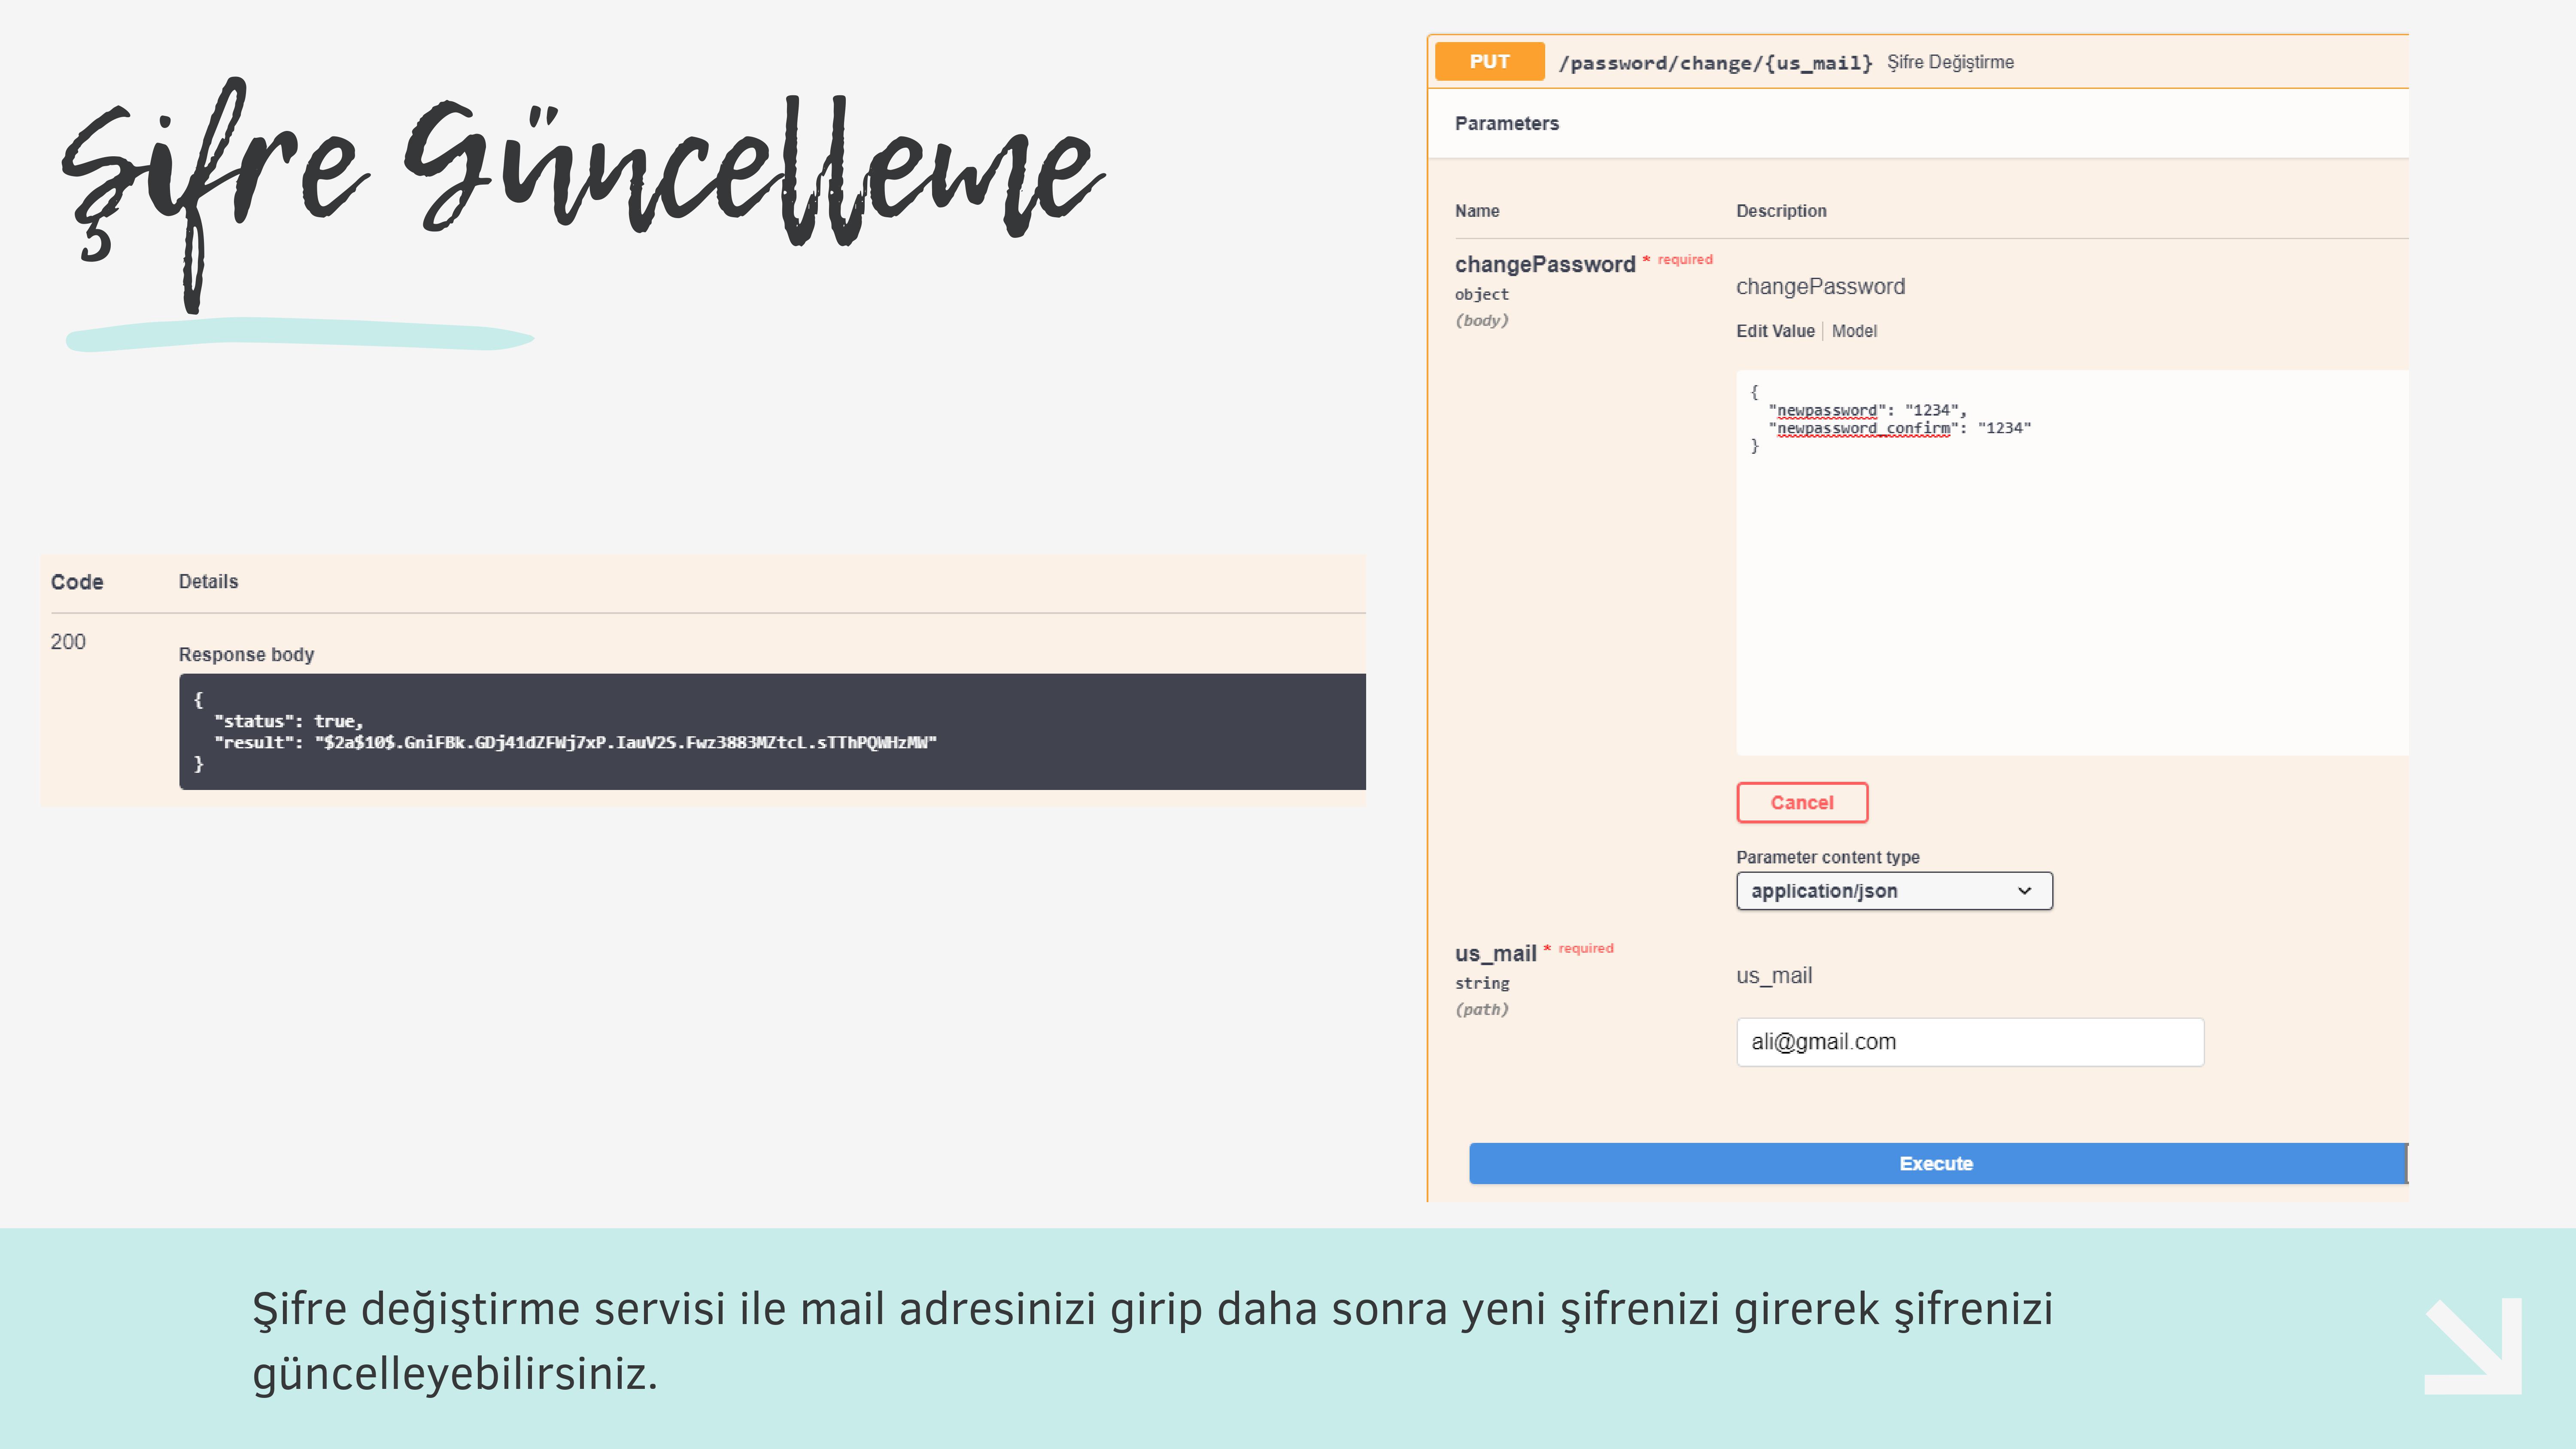 Şifre Güncelleme
Code Details
200
Response body
{
"status": true,
"result": "$2a$10$.GniFBk.GDj41dZFWj7xP.IauV2S.Fwz3883MZtcL.sTThPQWHzMW"
}
PUT /password/change/{us_mail} Şifre Değiştirme
Parameters
Name Description
changePassword * required
object
(body)
changePassword
Edit Value | Model
{
"newpassword": "1234",
"newpassword_confirm": "1234"
}
Cancel
Parameter content type
application/json
us_mail * required
string
(path)
us_mail
ali@gmail.com
Execute
Şifre değiştirme servisi ile mail adresinizi girip daha sonra yeni şifrenizi girerek şifrenizi
güncelleyebilirsiniz.